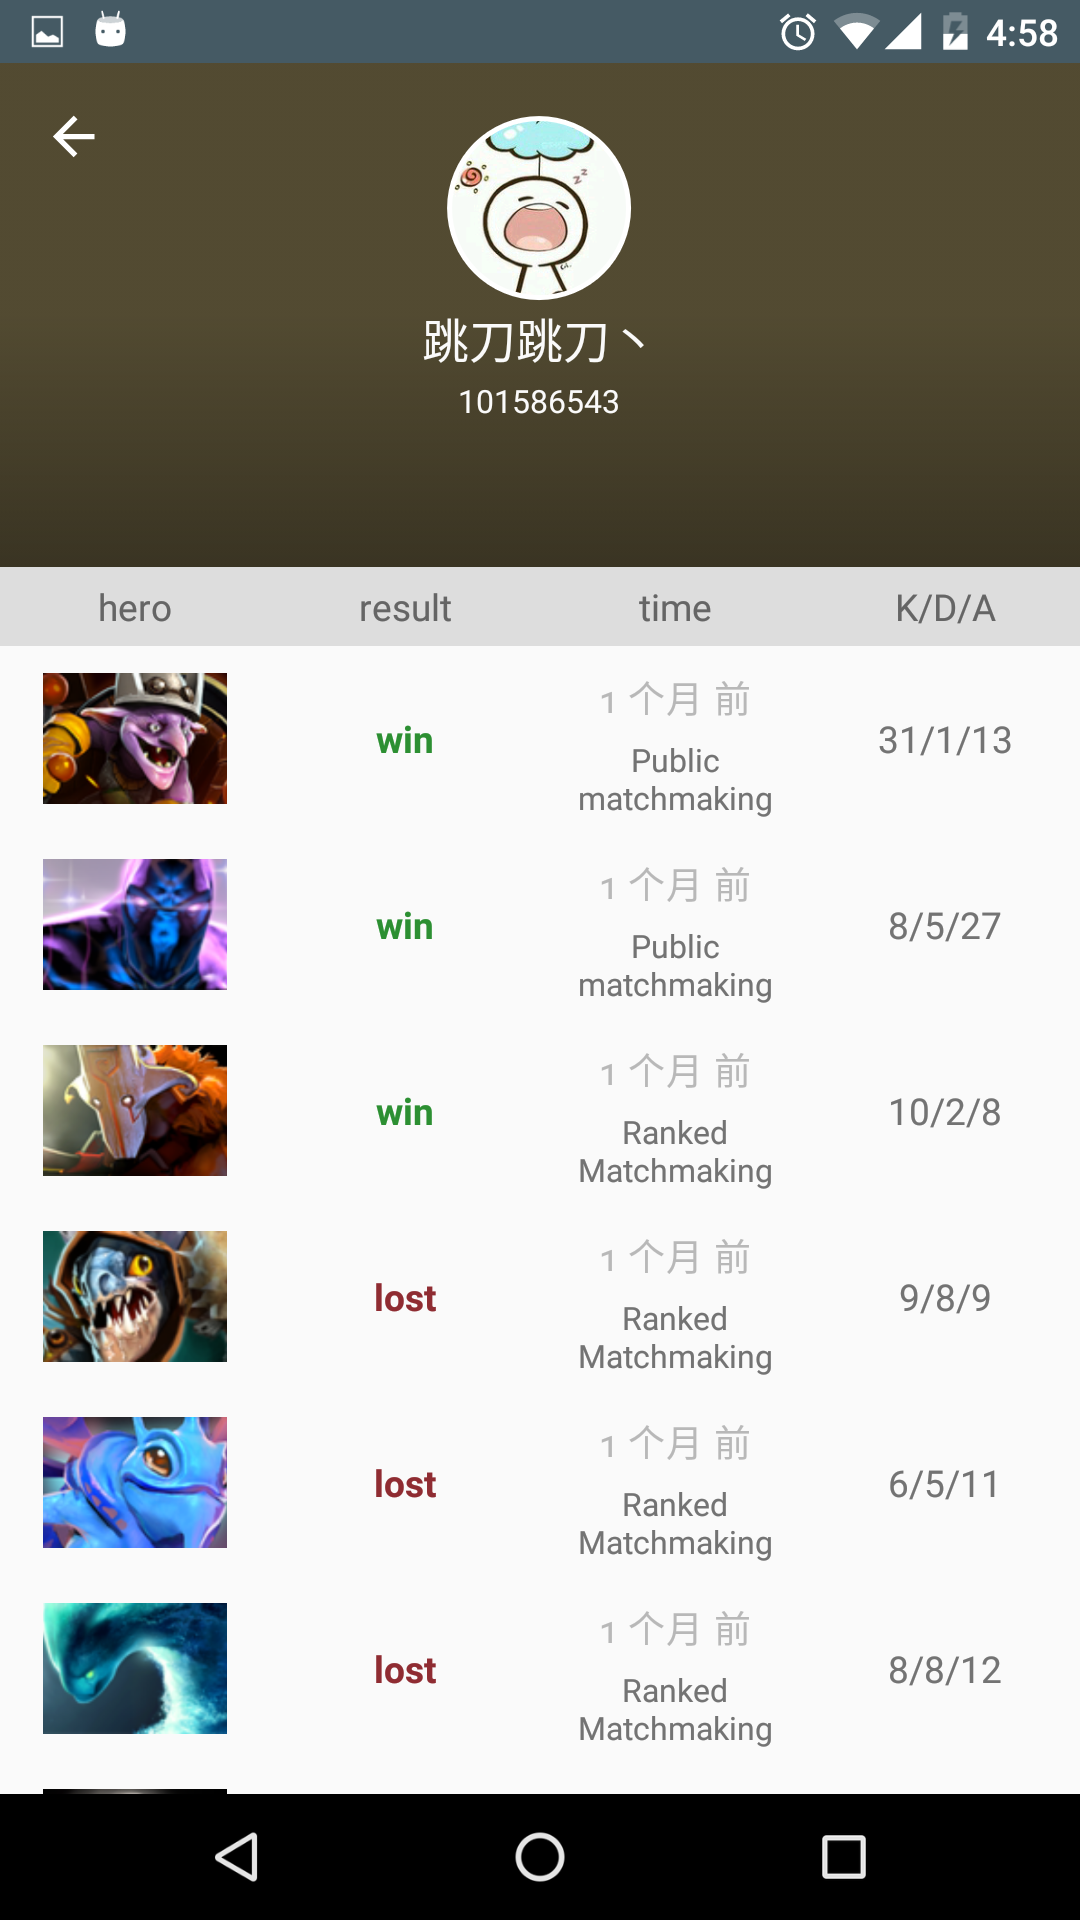 4:58
跳刀跳刀丶
101586543
hero result time K/D/A
1 个月 前
win
31/1/13
Public
matchmaking
1 个月 前
win
8/5/27
Public
matchmaking
1 个月 前
win
10/2/8
Ranked
Matchmaking
1 个月 前
lost
9/8/9
Ranked
Matchmaking
1 个月 前
lost
6/5/11
Ranked
Matchmaking
1 个月 前
lost
8/8/12
Ranked
Matchmaking